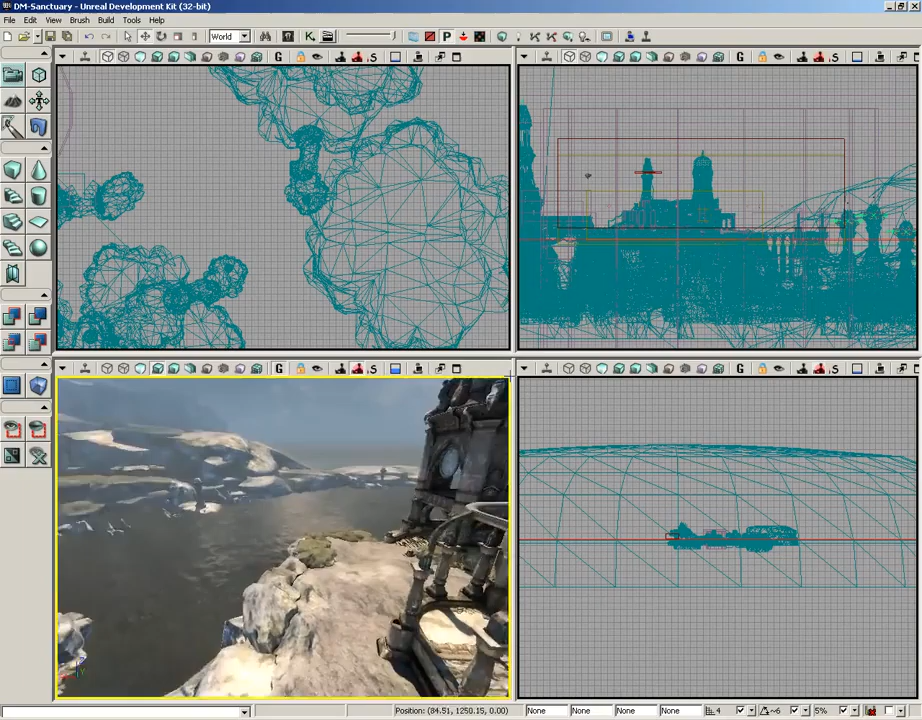 DM-Sanctuary - Unreal Development Kit (32-bit)
File Edit View Brush Build Tools Help
World
P
G S
G S
G S
G S
Position: (84.51, 1250.15, 0.00) None None None None 4 ~6 5%